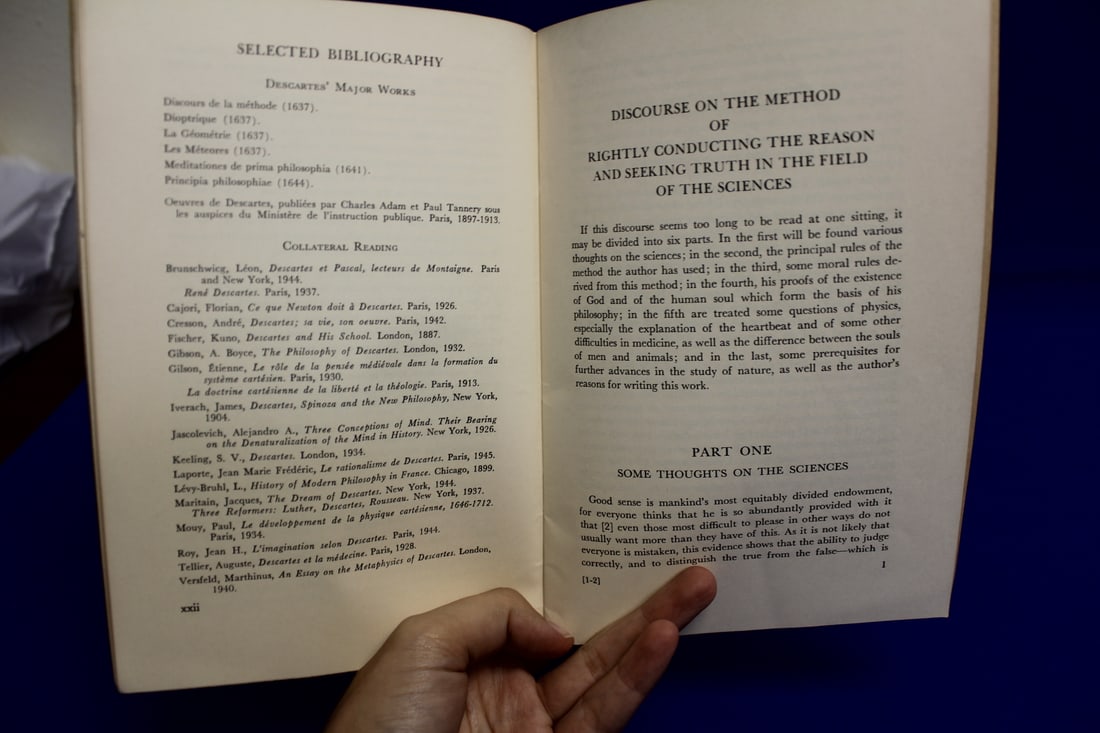 SELECTED BIBLIOGRAPHY
DESCARTES' MAJOR WORKS
Discours de la méthode (1637).
Dioptrique (1637).
La Géométrie (1637).
Les Méteores (1637).
Meditationes de prima philosophia (1641).
Principia philosophiae (1644).
Oeuvres de Descartes, publiées par Charles Adam et Paul Tannery sous
les auspices du Ministère de l'instruction publique. Paris, 1897-1913.
COLLATERAL READING
Brunschwicg, Léon, Descartes et Pascal, lecteurs de Montaigne. Paris
and New York, 1944.
René Descartes. Paris, 1937.
Cajori, Florian, Ce que Newton doit à Descartes. Paris, 1926.
Cresson, André, Descartes; sa vie, son oeuvre. Paris, 1942.
Fischer, Kuno, Descartes and His School. London, 1887.
Gibson, A. Boyce, The Philosophy of Descartes. London, 1932.
Gilson, Étienne, Le rôle de la pensée médiévale dans la formation du
système cartésien. Paris, 1930.
La doctrine cartésienne de la liberté et la théologie. Paris, 1913.
Iverach, James, Descartes, Spinoza and the New Philosophy, New York,
1904.
Jascolevich, Alejandro A., Three Conceptions of Mind. Their Bearing
on the Denaturalization of the Mind in History. New York, 1926.
Keeling, S. V., Descartes. London, 1934.
Laporte, Jean Marie Frédéric, Le rationalisme de Descartes. Paris, 1945.
Lévy-Bruhl, L., History of Modern Philosophy in France. Chicago, 1899.
Maritain, Jacques, The Dream of Descartes. New York, 1944.
Three Reformers: Luther, Descartes, Rousseau. New York, 1937.
Mouy, Paul, Le développement de la physique cartésienne, 1646-1712.
Paris, 1934.
Roy, Jean H., L'imagination selon Descartes. Paris, 1944.
Tellier, Auguste, Descartes et la médecine. Paris, 1928.
Versfeld, Marthinus, An Essay on the Metaphysics of Descartes. London,
1940.
xxii
DISCOURSE ON THE METHOD
OF
RIGHTLY CONDUCTING THE REASON
AND SEEKING TRUTH IN THE FIELD
OF THE SCIENCES
If this discourse seems too long to be read at one sitting, it
may be divided into six parts. In the first will be found various
thoughts on the sciences; in the second, the principal rules of the
method the author has used; in the third, some moral rules de-
rived from this method; in the fourth, his proofs of the existence
of God and of the human soul which form the basis of his
philosophy; in the fifth are treated some questions of physics,
especially the explanation of the heartbeat and of some other
difficulties in medicine, as well as the difference between the souls
of men and animals; and in the last, some prerequisites for
further advances in the study of nature, as well as the author's
reasons for writing this work.
PART ONE
SOME THOUGHTS ON THE SCIENCES
Good sense is mankind's most equitably divided endowment,
for everyone thinks that he is so abundantly provided with it
that [2] even those most difficult to please in other ways do not
usually want more than they have of this. As it is not likely that
everyone is mistaken, this evidence shows that the ability to judge
correctly, and to distinguish the true from the false—which is
[1-2]
1